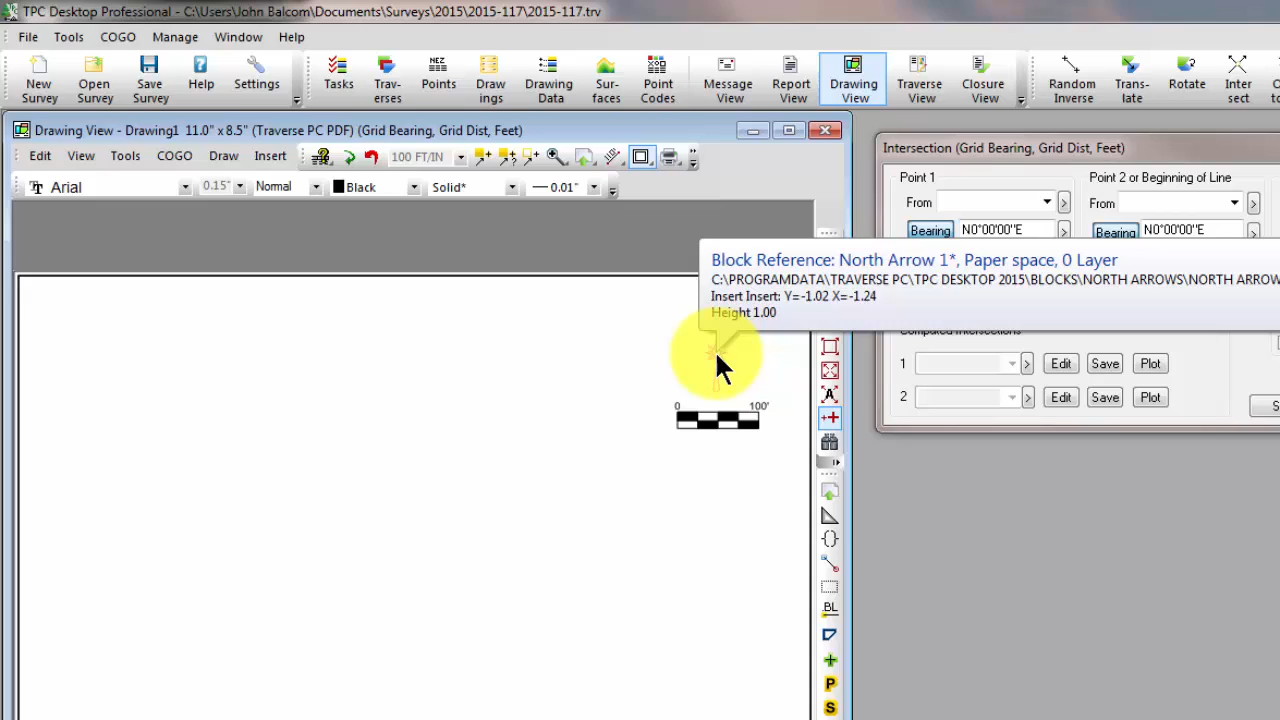 TPC Desktop Professional - C:\Users\John Balcom\Documents\Surveys\2015\2015-117\2015-117.trv
File Tools COGO Manage Window Help
New Survey
Open Survey
Save Survey
Help
Settings
Tasks
Trav-erses
Points
Draw ings
Drawing Data
Sur-faces
Point Codes
Message View
Report View
Drawing View
Traverse View
Closure View
Random Inverse
Trans-late
Rotate
Inter sect
Drawing View - Drawing1 11.0" x 8.5" (Traverse PC PDF) (Grid Bearing, Grid Dist, Feet)
Edit View Tools COGO Draw Insert 100 FT/IN
Arial 0.15" Normal Black Solid* 0.01"
Intersection (Grid Bearing, Grid Dist, Feet)
Point 1
Point 2 or Beginning of Line
From
From
Bearing N0°00'00"E
Bearing N0°00'00"E
Block Reference: North Arrow 1*, Paper space, 0 Layer
C:\PROGRAMDATA\TRAVERSE PC\TPC DESKTOP 2015\BLOCKS\NORTH ARROWS\NORTH ARROW
Insert Insert: Y=-1.02 X=-1.24
Height 1.00
Computed Intersections
1 Edit Save Plot
2 Edit Save Plot
0 100'
A
BL
P
S